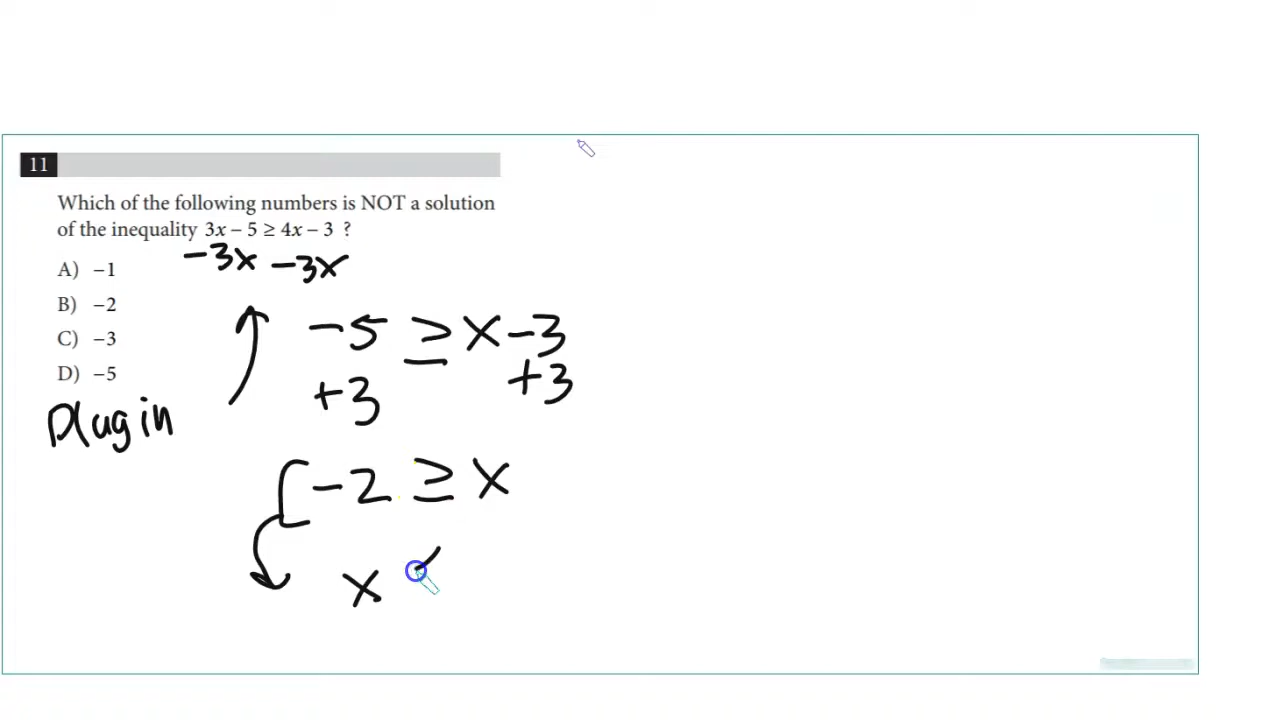 11
Which of the following numbers is NOT a solution
of the inequality 3x − 5 ≥ 4x − 3 ?
−3x −3x
A) −1
B) −2
C) −3
D) −5
−5 ≥ x −3
+3 +3
Plug in
−2 ≥ x
x